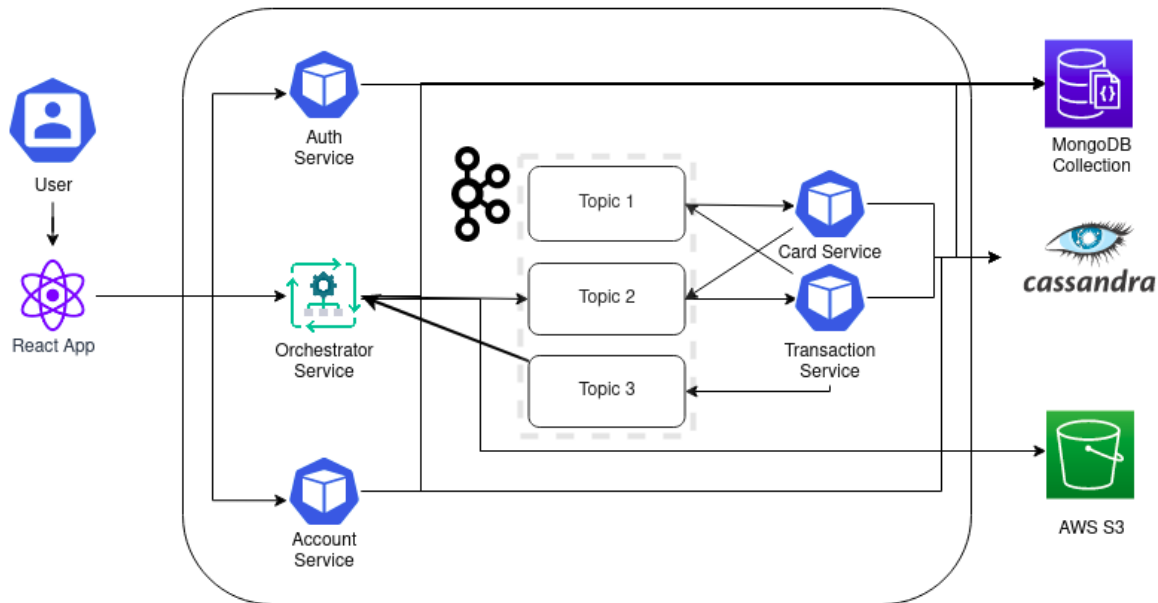 Auth
Service
MongoDB
Collection
User
Topic 1
Card Service
cassandra
Topic 2
React App
Orchestrator
Service
Transaction
Service
Topic 3
Account
Service
AWS S3